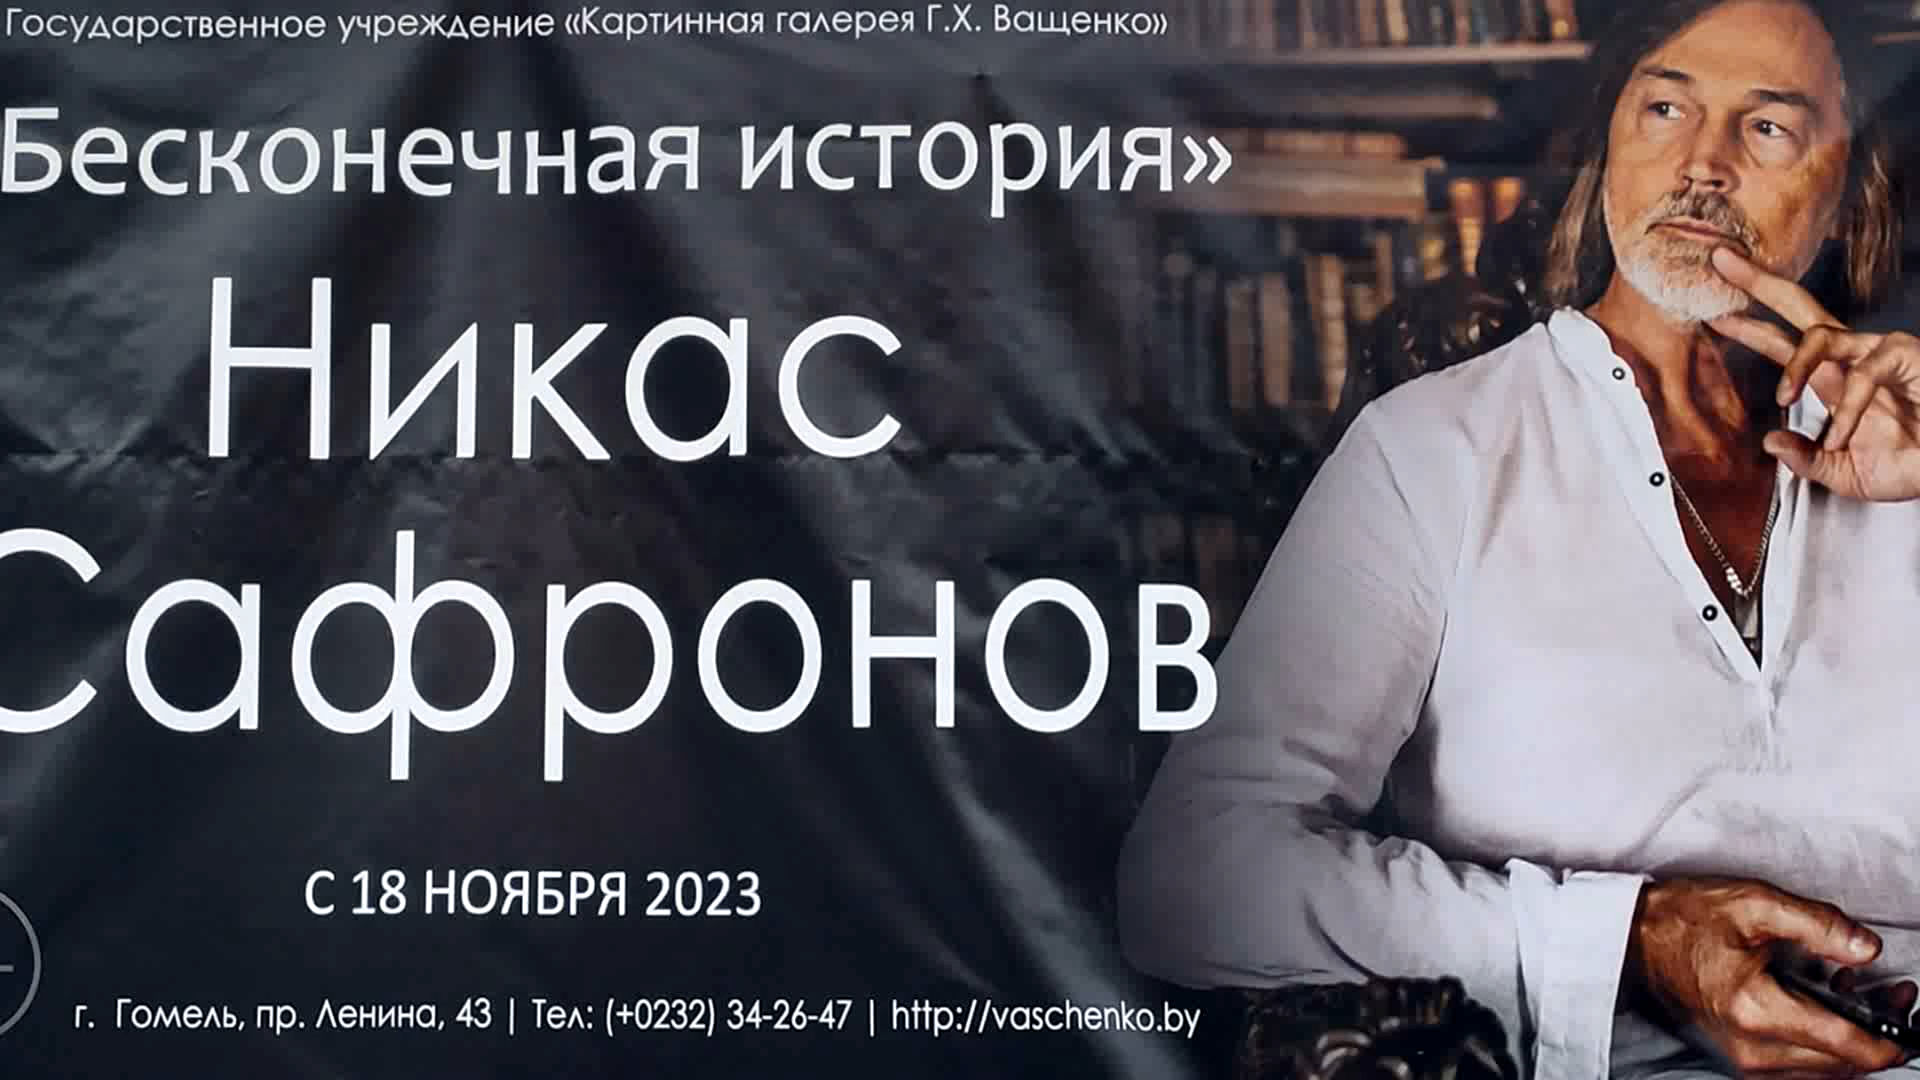 Государственное учреждение «Картинная галерея Г.Х. Ващенко»
Бесконечная история»
Никас
Сафронов
С 18 НОЯБРЯ 2023
г. Гомель, пр. Ленина, 43 | Тел: (+0232) 34-26-47 | http://vaschenko.by